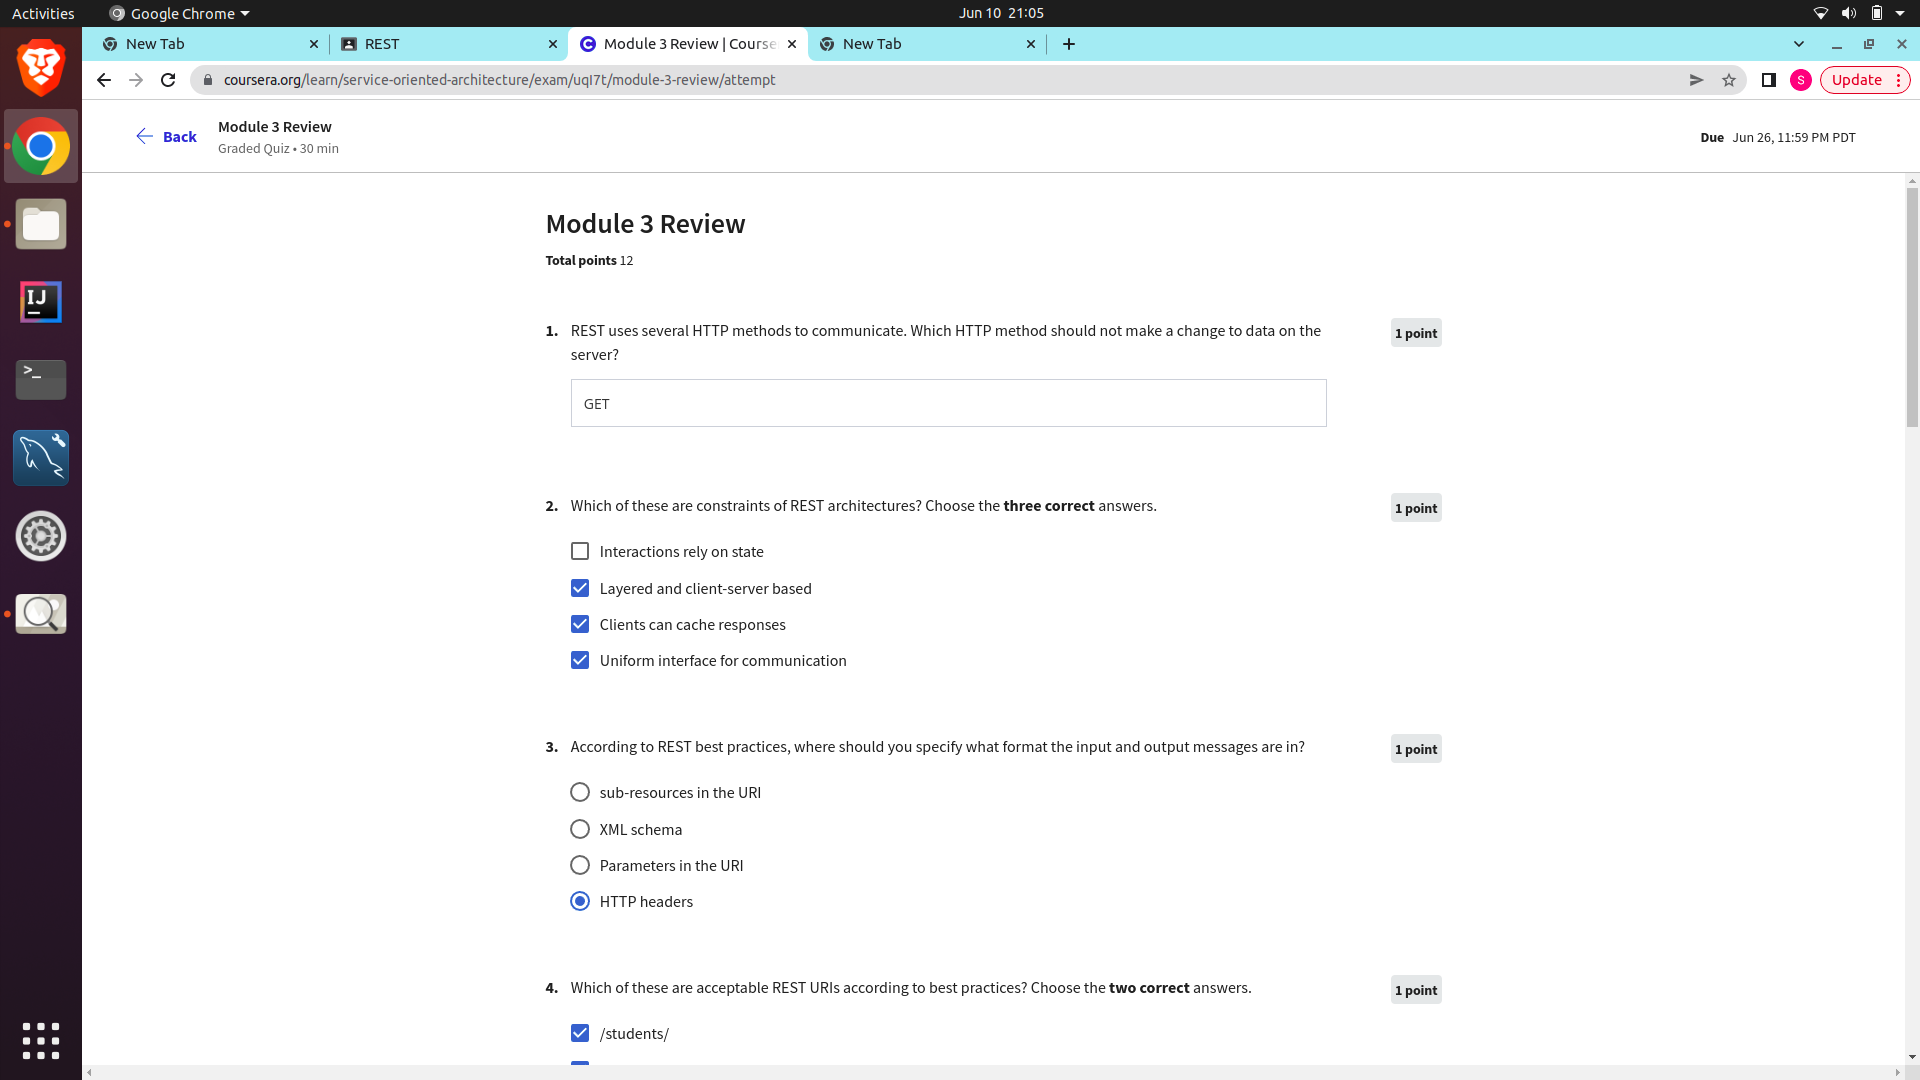 Activities
Google Chrome
Jun 10 21:05
New Tab
REST
Module 3 Review | Course
New Tab
coursera.org/learn/service-oriented-architecture/exam/uqI7t/module-3-review/attempt
S
Update
Back
Module 3 Review
Graded Quiz • 30 min
Due Jun 26, 11:59 PM PDT
IJ
>_
Module 3 Review
Total points 12
1. REST uses several HTTP methods to communicate. Which HTTP method should not make a change to data on the
server?
1 point
GET
2. Which of these are constraints of REST architectures? Choose the three correct answers.
1 point
Interactions rely on state
Layered and client-server based
Clients can cache responses
Uniform interface for communication
3. According to REST best practices, where should you specify what format the input and output messages are in?
1 point
sub-resources in the URI
XML schema
Parameters in the URI
HTTP headers
4. Which of these are acceptable REST URIs according to best practices? Choose the two correct answers.
1 point
/students/